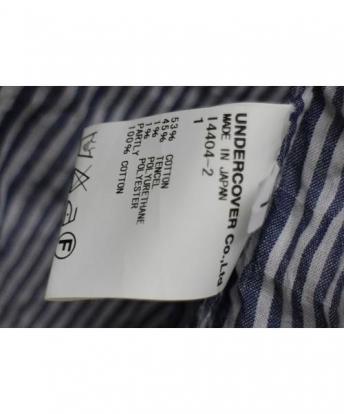 UNDERCOVER Co.,Ltd
MADE IN JAPAN
14404-2
1
53% COTTON
45% TENCEL
1% POLYURETHANE
1% POLYESTER
PARTLY
100% COTTON
F